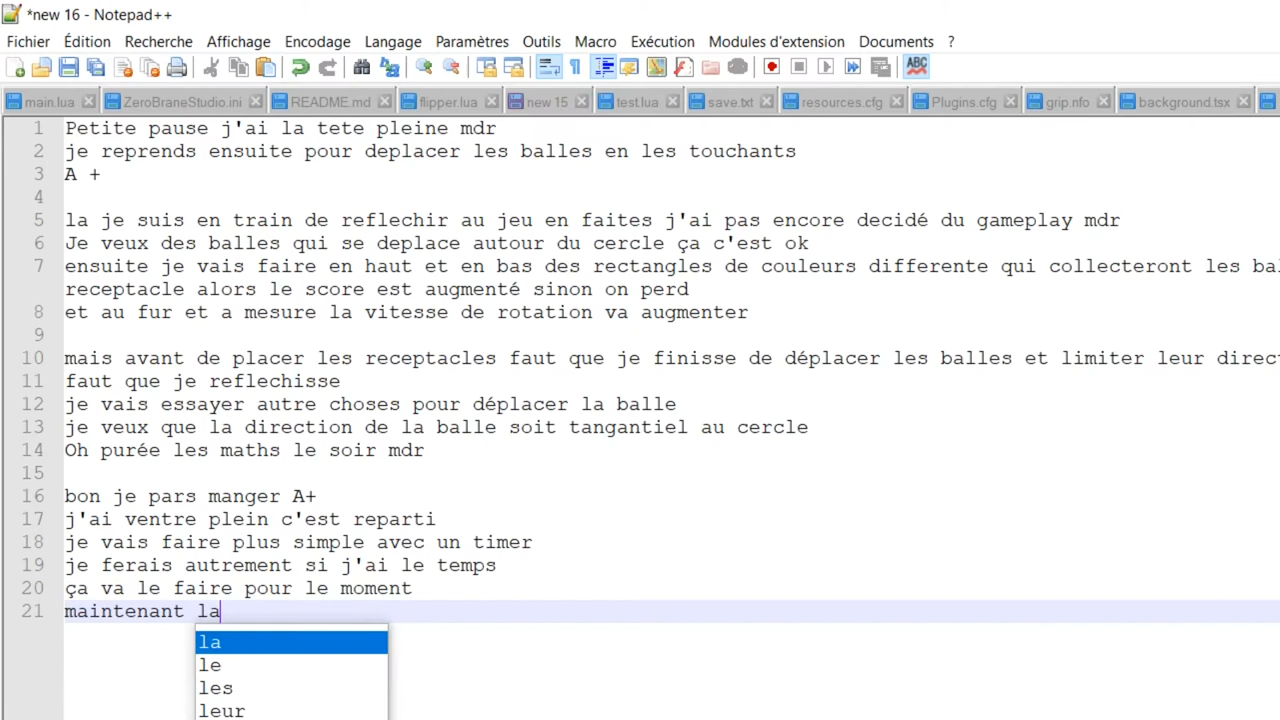 *new 16 - Notepad++
Fichier Édition Recherche Affichage Encodage Langage Paramètres Outils Macro Exécution Modules d'extension Documents ?
ABC
main.lua ZeroBraneStudio.ini README.md flipper.lua new 15 test.lua save.txt resources.cfg Plugins.cfg grip.nfo background.tsx
1 Petite pause j'ai la tete pleine mdr
2 je reprends ensuite pour deplacer les balles en les touchants
3 A +
4
5 la je suis en train de reflechir au jeu en faites j'ai pas encore decidé du gameplay mdr
6 Je veux des balles qui se deplace autour du cercle ça c'est ok
7 ensuite je vais faire en haut et en bas des rectangles de couleurs differente qui collecteront les bal
receptacle alors le score est augmenté sinon on perd
8 et au fur et a mesure la vitesse de rotation va augmenter
9
10 mais avant de placer les receptacles faut que je finisse de déplacer les balles et limiter leur direct
11 faut que je reflechisse
12 je vais essayer autre choses pour déplacer la balle
13 je veux que la direction de la balle soit tangantiel au cercle
14 Oh purée les maths le soir mdr
15
16 bon je pars manger A+
17 j'ai ventre plein c'est reparti
18 je vais faire plus simple avec un timer
19 je ferais autrement si j'ai le temps
20 ça va le faire pour le moment
21 maintenant la
la
le
les
leur